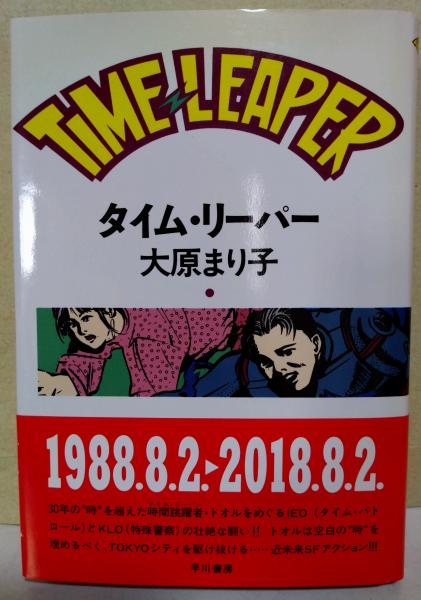 TiME LEAPER
タイム・リーパー
大原まり子
1988.8.2.▶2018.8.2.
30年の“時”を超えた時間跳躍者・トオルをめぐるIEO（タイム・パト
ロール）とKLO（特殊警察）の壮絶な闘い!! トオルは空白の“時”を
埋めるべく、TOKYOシティを駆け抜ける……近未来SFアクション!!!
早川書房